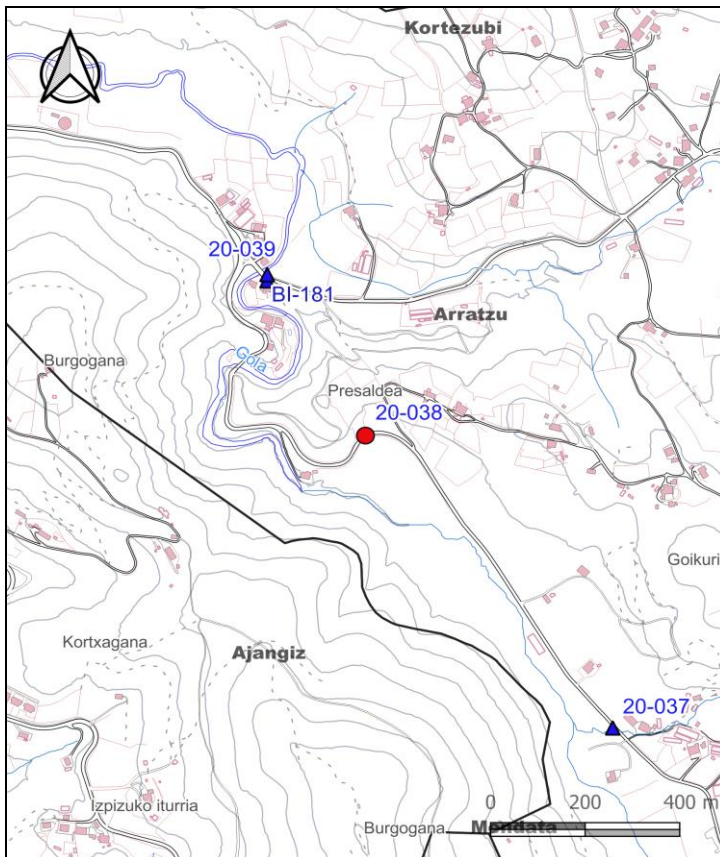 Kortezubi
20-039
BI-181
Arratzu
Gola
Burgogana
Presaldea
20-038
Goikuri
Kortxagana
Ajangiz
20-037
Izpizuko iturria
0 200 400 m
Burgogana
Mendata